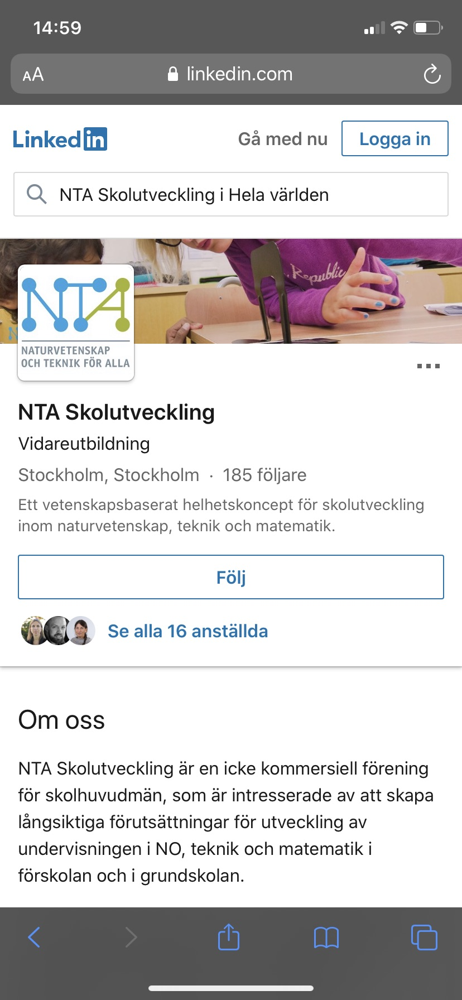 14:59
AA linkedin.com
Linked in Gå med nu Logga in
NTA Skolutveckling i Hela världen
Republic
NTA
NATURVETENSKAP
OCH TEKNIK FÖR ALLA
NTA Skolutveckling
Vidareutbildning
Stockholm, Stockholm · 185 följare
Ett vetenskapsbaserat helhetskoncept för skolutveckling
inom naturvetenskap, teknik och matematik.
Följ
Se alla 16 anställda
Om oss
NTA Skolutveckling är en icke kommersiell förening
för skolhuvudmän, som är intresserade av att skapa
långsiktiga förutsättningar för utveckling av
undervisningen i NO, teknik och matematik i
förskolan och i grundskolan.